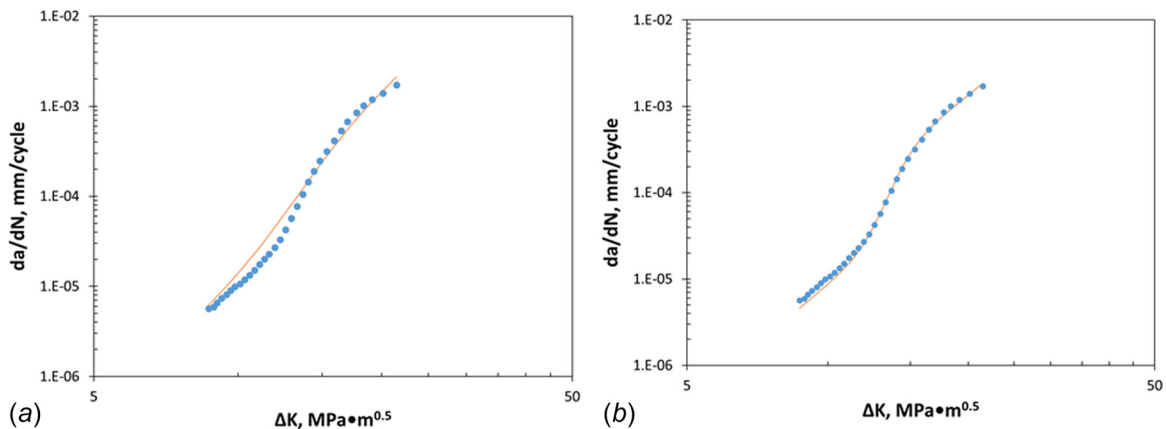 1.E-02
1.E-03
1.E-04
1.E-05
1.E-06
da/dN, mm/cycle
5
50
ΔK, MPa•m^0.5
(a)
1.E-02
1.E-03
1.E-04
1.E-05
1.E-06
da/dN, mm/cycle
5
50
ΔK, MPa•m^0.5
(b)